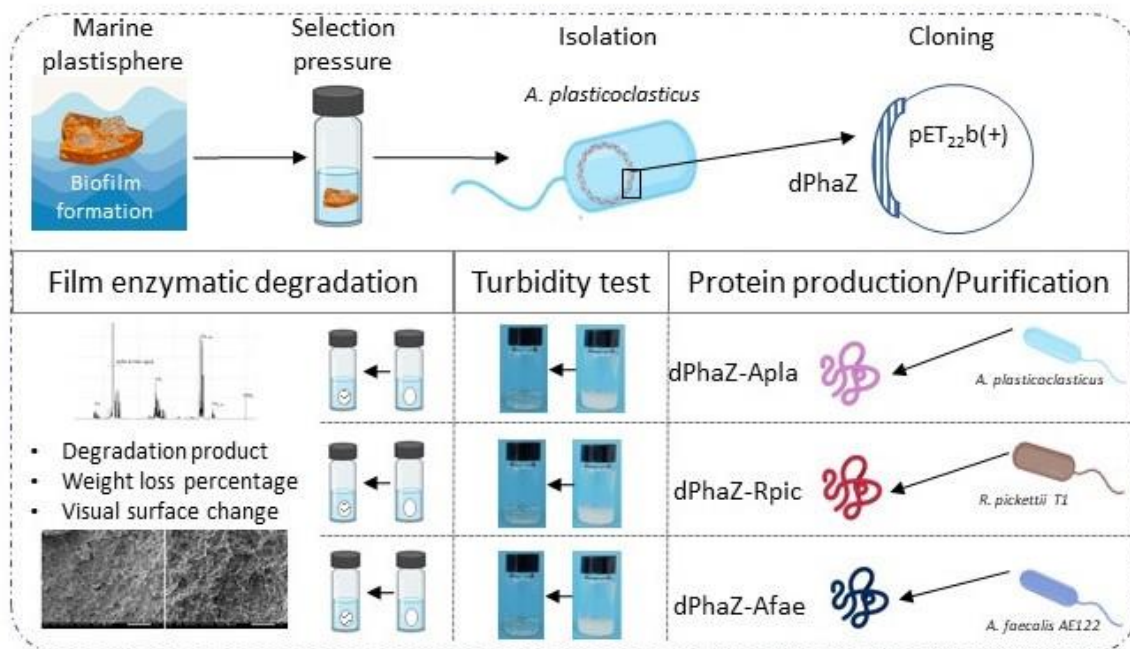 Marine
plastisphere
Selection
pressure
Isolation
Cloning
A. plasticoclasticus
pET22b(+)
dPhaZ
Biofilm
formation
Film enzymatic degradation
Turbidity test
Protein production/Purification
dPhaZ-Apla
A. plasticoclasticus
• Degradation product
• Weight loss percentage
• Visual surface change
dPhaZ-Rpic
R. pickettii T1
dPhaZ-Afae
A. faecalis AE122